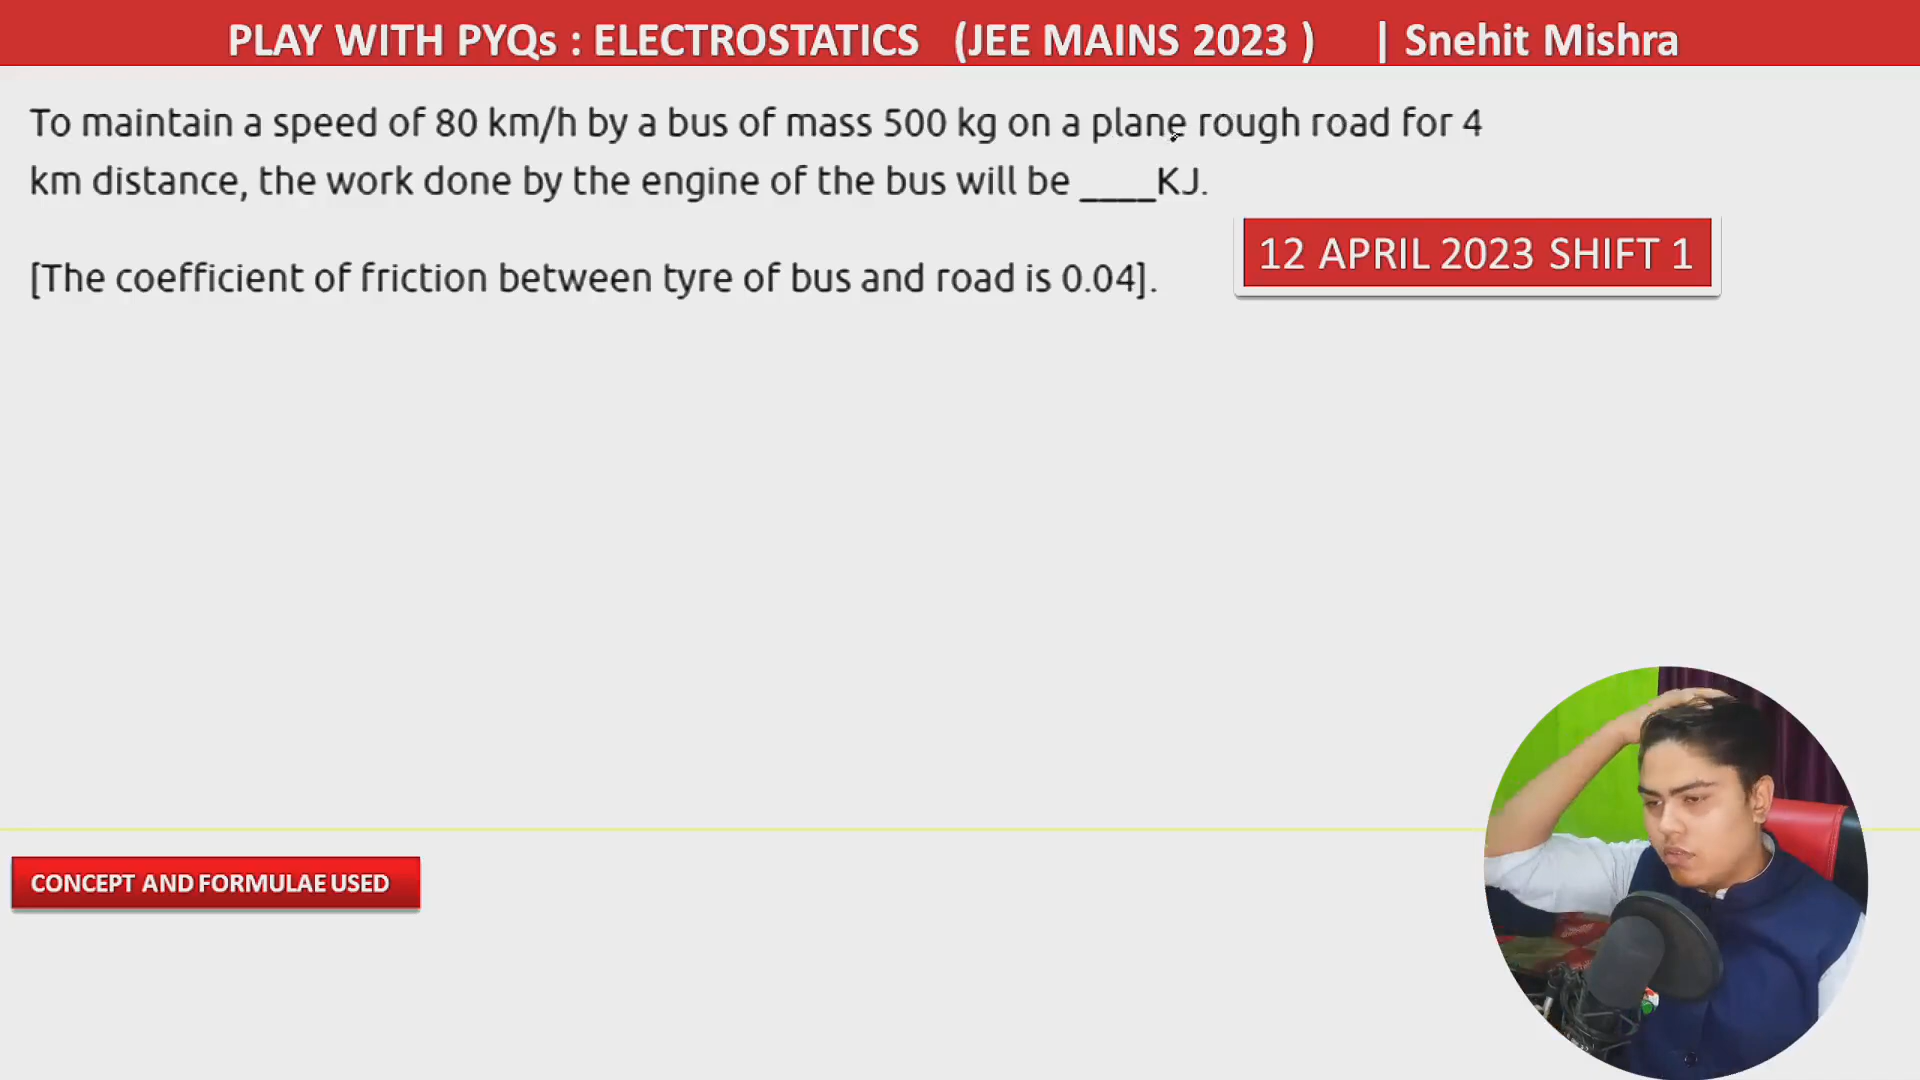 PLAY WITH PYQs : ELECTROSTATICS (JEE MAINS 2023 ) | Snehit Mishra
To maintain a speed of 80 km/h by a bus of mass 500 kg on a plane rough road for 4
km distance, the work done by the engine of the bus will be ____KJ.
12 APRIL 2023 SHIFT 1
[The coefficient of friction between tyre of bus and road is 0.04].
CONCEPT AND FORMULAE USED